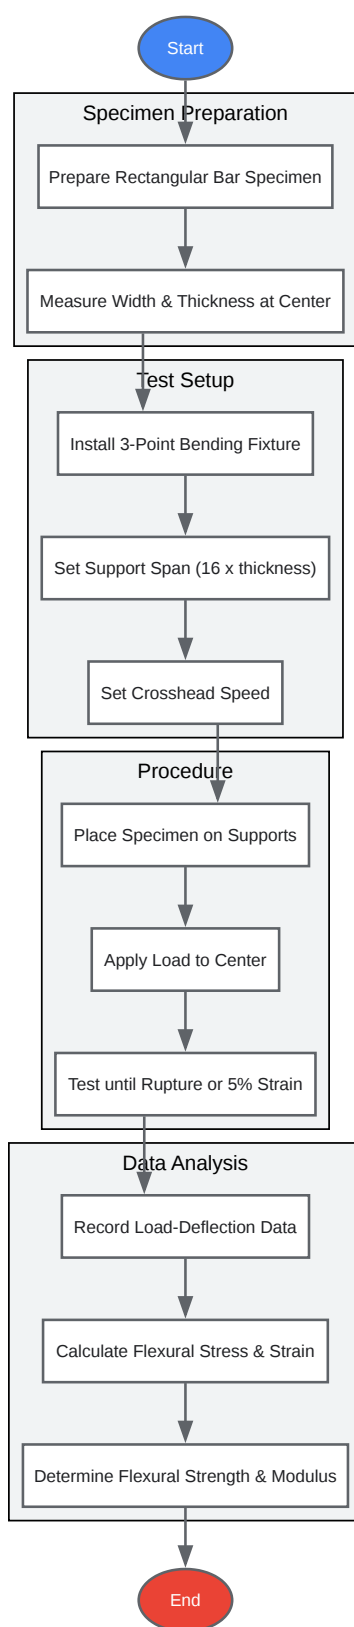 Start
Specimen Preparation
Prepare Rectangular Bar Specimen
Measure Width & Thickness at Center
Test Setup
Install 3-Point Bending Fixture
Set Support Span (16 x thickness)
Set Crosshead Speed
Procedure
Place Specimen on Supports
Apply Load to Center
Test until Rupture or 5% Strain
Data Analysis
Record Load-Deflection Data
Calculate Flexural Stress & Strain
Determine Flexural Strength & Modulus
End